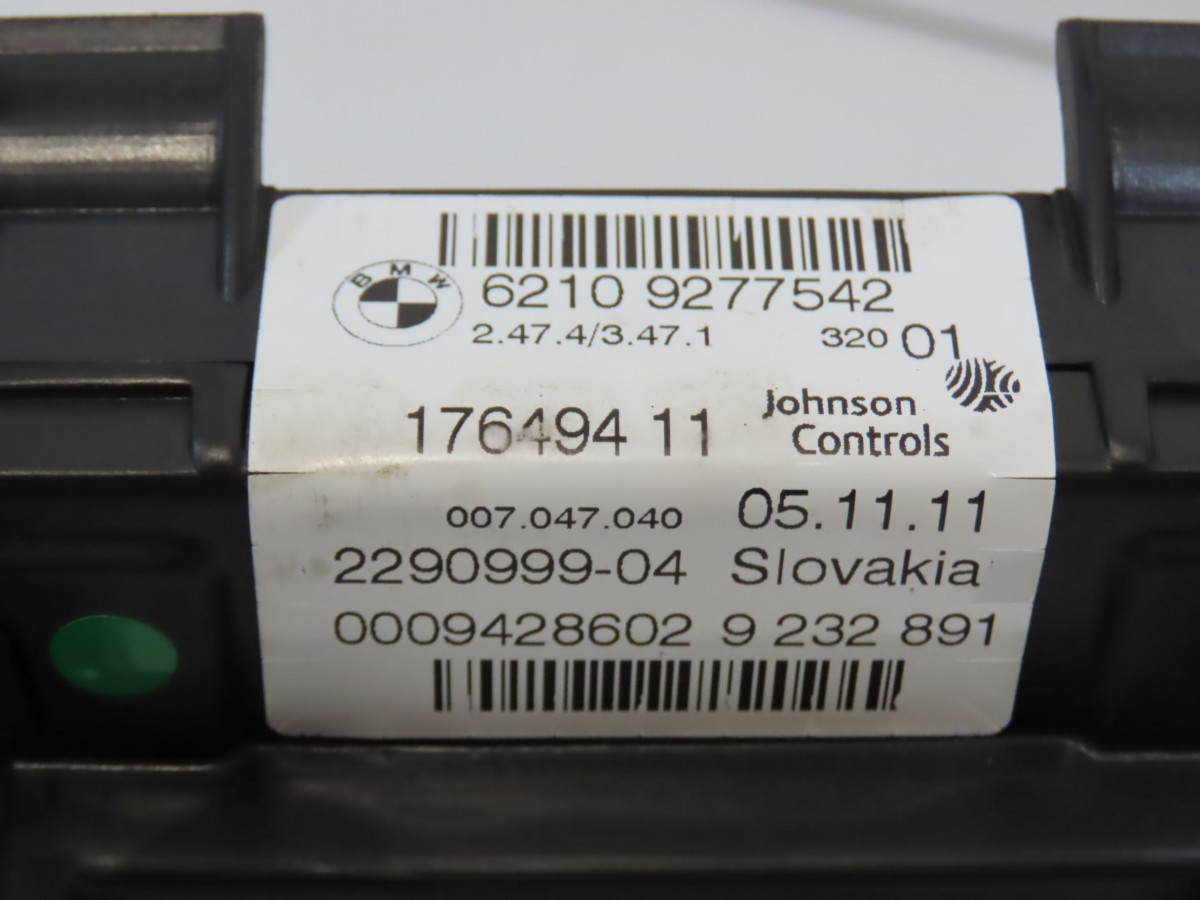 BMW
6210 9277542
2.47.4/3.47.1 320 01
176494 11 Johnson Controls
007.047.040 05.11.11
2290999-04 Slovakia
0009428602 9 232 891